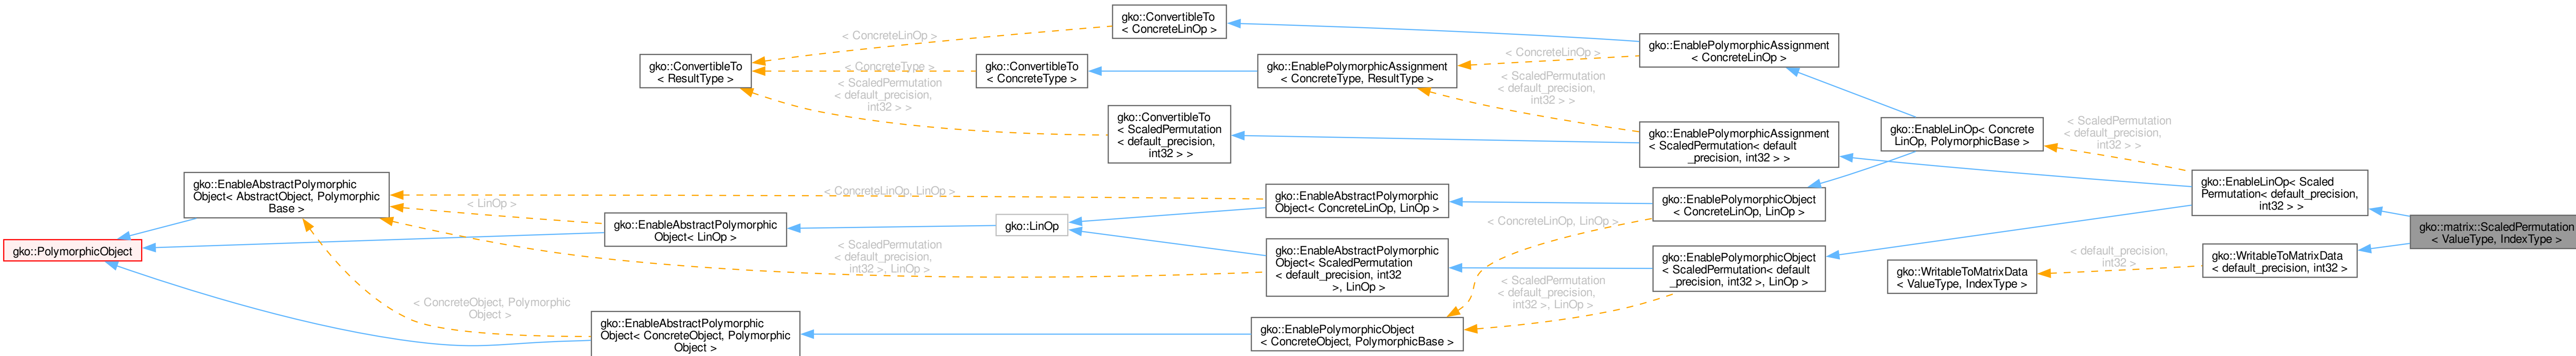 gko::ConvertibleTo
< ConcreteLinOp >
< ConcreteLinOp >
gko::EnablePolymorphicAssignment
< ConcreteLinOp >
< ConcreteLinOp >
gko::ConvertibleTo
< ResultType >
< ConcreteType >
gko::ConvertibleTo
< ConcreteType >
gko::EnablePolymorphicAssignment
< ConcreteType, ResultType >
< ScaledPermutation
< default_precision,
int32 > >
< ScaledPermutation
< default_precision,
int32 > >
gko::ConvertibleTo
< ScaledPermutation
< default_precision,
int32 > >
gko::EnablePolymorphicAssignment
< ScaledPermutation< default
_precision, int32 > >
gko::EnableLinOp< Concrete
LinOp, PolymorphicBase >
< ScaledPermutation
< default_precision,
int32 > >
gko::EnableAbstractPolymorphic
Object< AbstractObject, Polymorphic
Base >
< ConcreteLinOp, LinOp >
< LinOp >
gko::EnableAbstractPolymorphic
Object< ConcreteLinOp, LinOp >
gko::EnablePolymorphicObject
< ConcreteLinOp, LinOp >
gko::EnableLinOp< Scaled
Permutation< default_precision,
int32 > >
gko::PolymorphicObject
gko::EnableAbstractPolymorphic
Object< LinOp >
gko::LinOp
< ConcreteLinOp, LinOp >
gko::matrix::ScaledPermutation
< ValueType, IndexType >
< ScaledPermutation
< default_precision,
int32 >, LinOp >
gko::EnableAbstractPolymorphic
Object< ScaledPermutation
< default_precision, int32
>, LinOp >
gko::EnablePolymorphicObject
< ScaledPermutation< default
_precision, int32 >, LinOp >
gko::WritableToMatrixData
< ValueType, IndexType >
< default_precision,
int32 >
gko::WritableToMatrixData
< default_precision, int32 >
< ScaledPermutation
< default_precision,
int32 >, LinOp >
< ConcreteObject, Polymorphic
Object >
gko::EnableAbstractPolymorphic
Object< ConcreteObject, Polymorphic
Object >
gko::EnablePolymorphicObject
< ConcreteObject, PolymorphicBase >